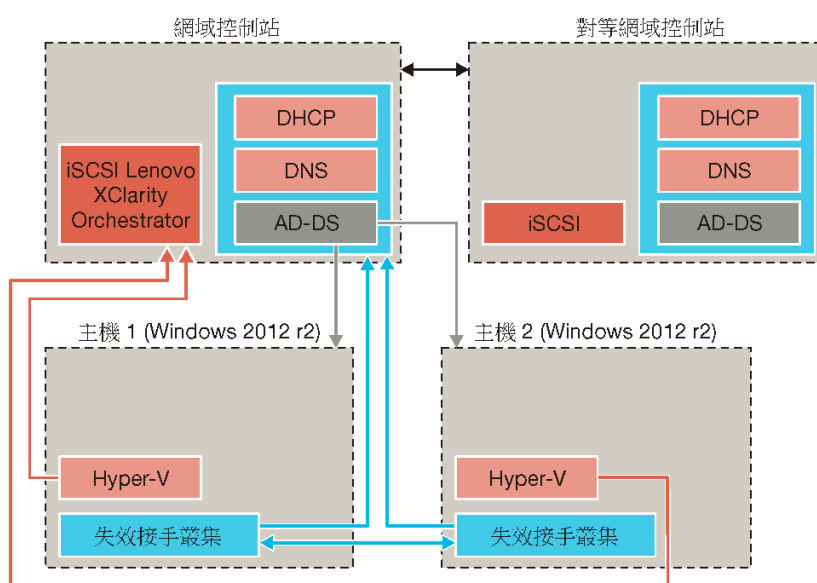 網域控制站
對等網域控制站
DHCP
DNS
AD-DS
iSCSI Lenovo
XClarity
Orchestrator
DHCP
DNS
AD-DS
iSCSI
主機 1 (Windows 2012 r2)
主機 2 (Windows 2012 r2)
Hyper-V
失效接手叢集
Hyper-V
失效接手叢集